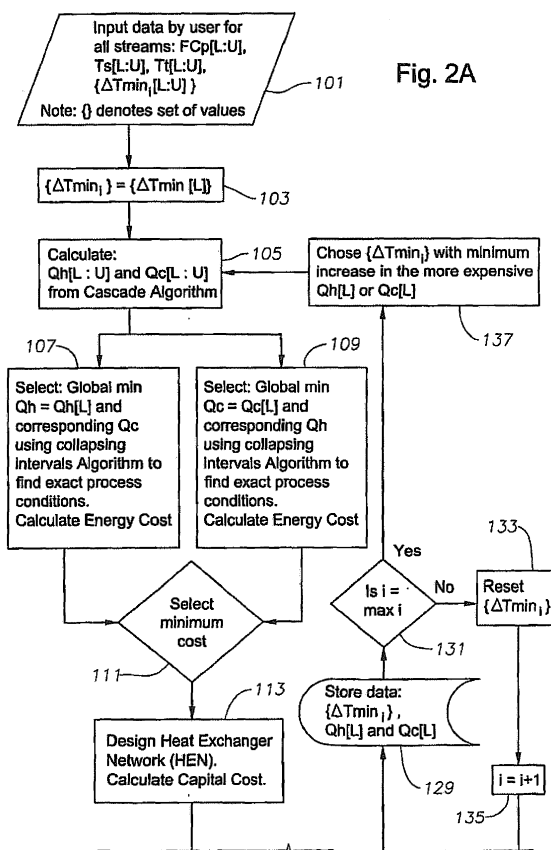 Input data by user for
all streams: FCp[L:U],
Ts[L:U], Tt[L:U],
{ΔTmin i [L:U] }
Note: {} denotes set of values
101
Fig. 2A
{ΔTmin i } = {ΔTmin [L]}
103
Calculate:
Qh[L : U] and Qc[L : U]
from Cascade Algorithm
105
Chose {ΔTmin i} with minimum
increase in the more expensive
Qh[L] or Qc[L]
137
107
Select: Global min
Qh = Qh[L] and
corresponding Qc
using collapsing
intervals Algorithm to
find exact process
conditions.
Calculate Energy Cost
109
Select: Global min
Qc = Qc[L] and
corresponding Qh
using collapsing
intervals Algorithm to
find exact process
conditions.
Calculate Energy Cost
Select
minimum
cost
111
113
Design Heat Exchanger
Network (HEN).
Calculate Capital Cost.
Yes
Is i =
max i
131
No
133
Reset
{ΔTmin i}
Store data:
{ΔTmin i} ,
Qh[L] and Qc[L]
129
i = i+1
135